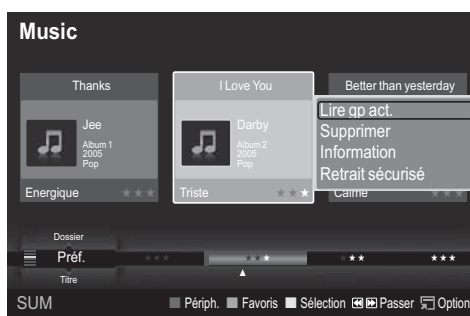 Music
Thanks
I Love You
Better than yesterday
Jee
Album 1
2005
Pop
Darby
Album 2
2005
Pop
Lire gp act.
Supprimer
Information
Retrait sécurisé
Energique
Triste
Calme
Dossier
Préf.
Titre
SUM
Périph. Favoris Sélection Passer Option